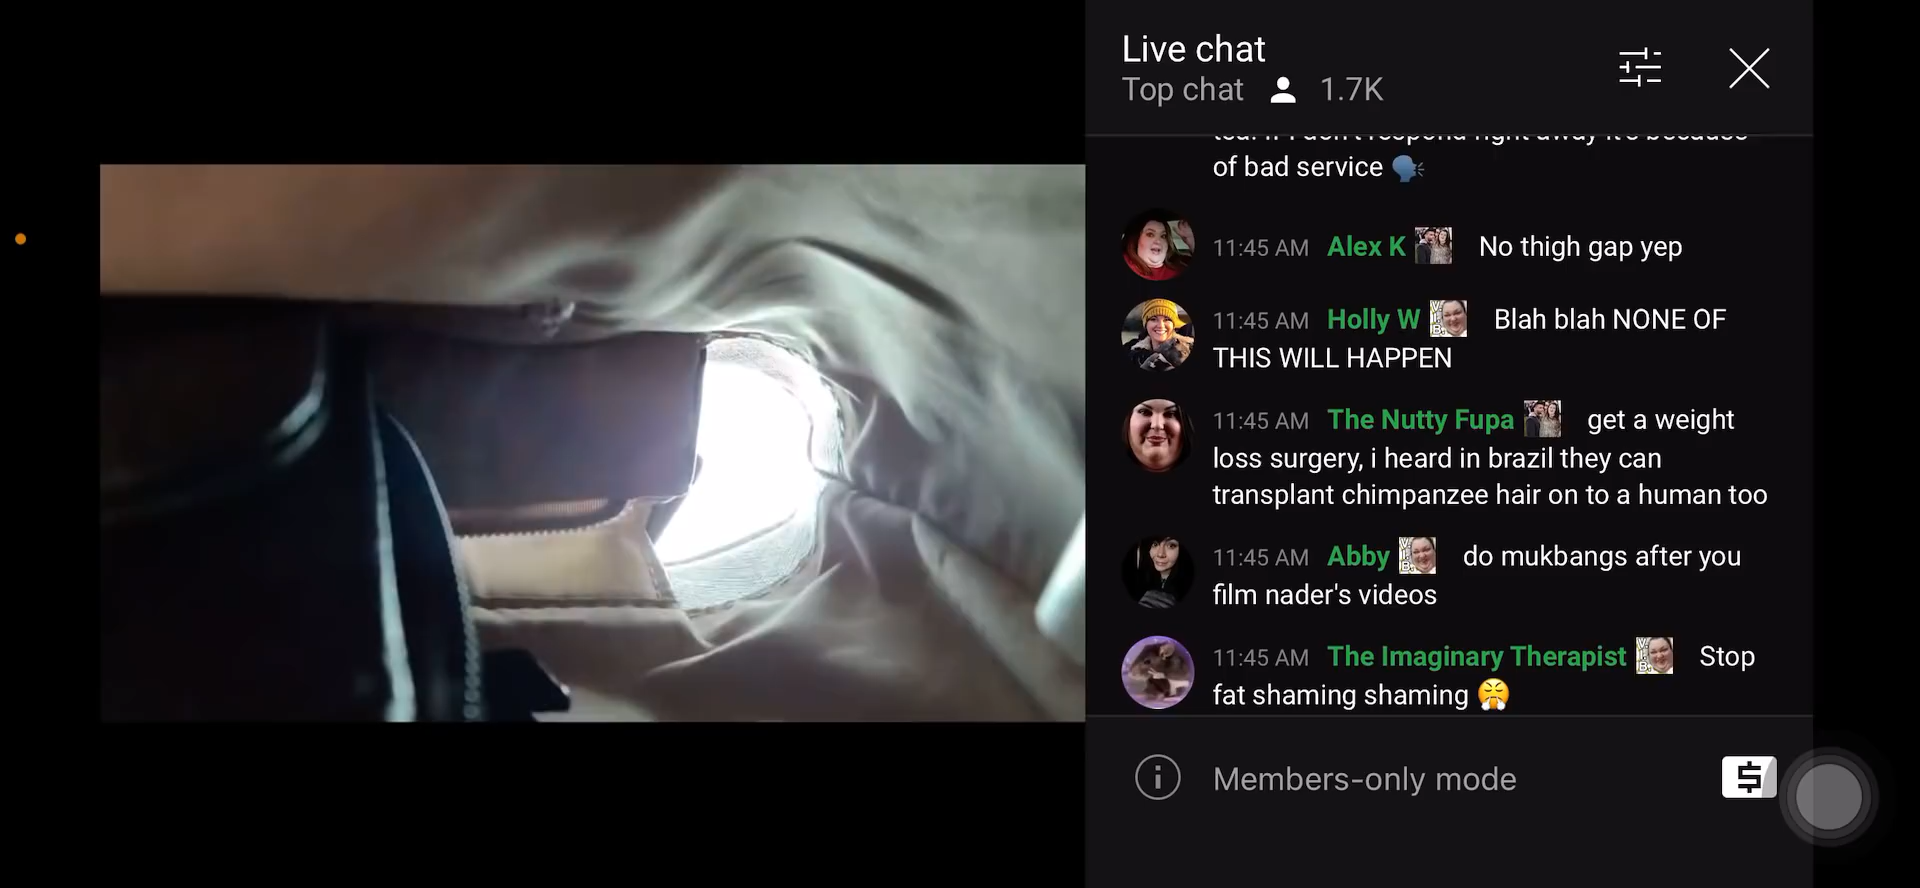 Live chat
Top chat 1.7K
of bad service
11:45 AM Alex K No thigh gap yep
11:45 AM Holly W Blah blah NONE OF
THIS WILL HAPPEN
11:45 AM The Nutty Fupa get a weight
loss surgery, i heard in brazil they can
transplant chimpanzee hair on to a human too
11:45 AM Abby do mukbangs after you
film nader's videos
11:45 AM The Imaginary Therapist Stop
fat shaming shaming 😤
Members-only mode